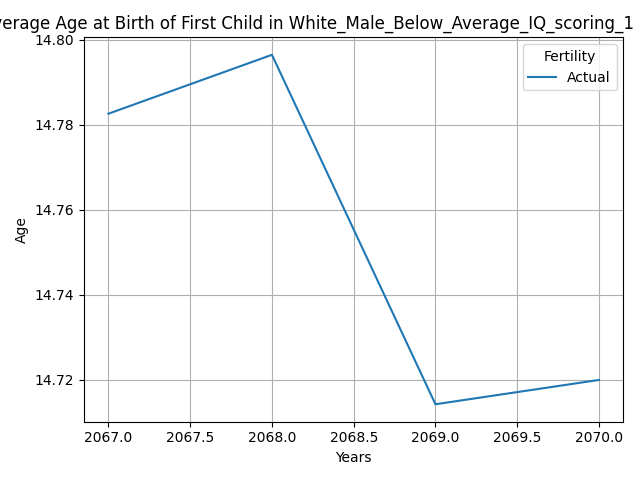 verage Age at Birth of First Child in White_Male_Below_Average_IQ_scoring_1
Fertility
Actual
14.80
14.78
14.76
14.74
14.72
Age
2067.0 2067.5 2068.0 2068.5 2069.0 2069.5 2070.0
Years